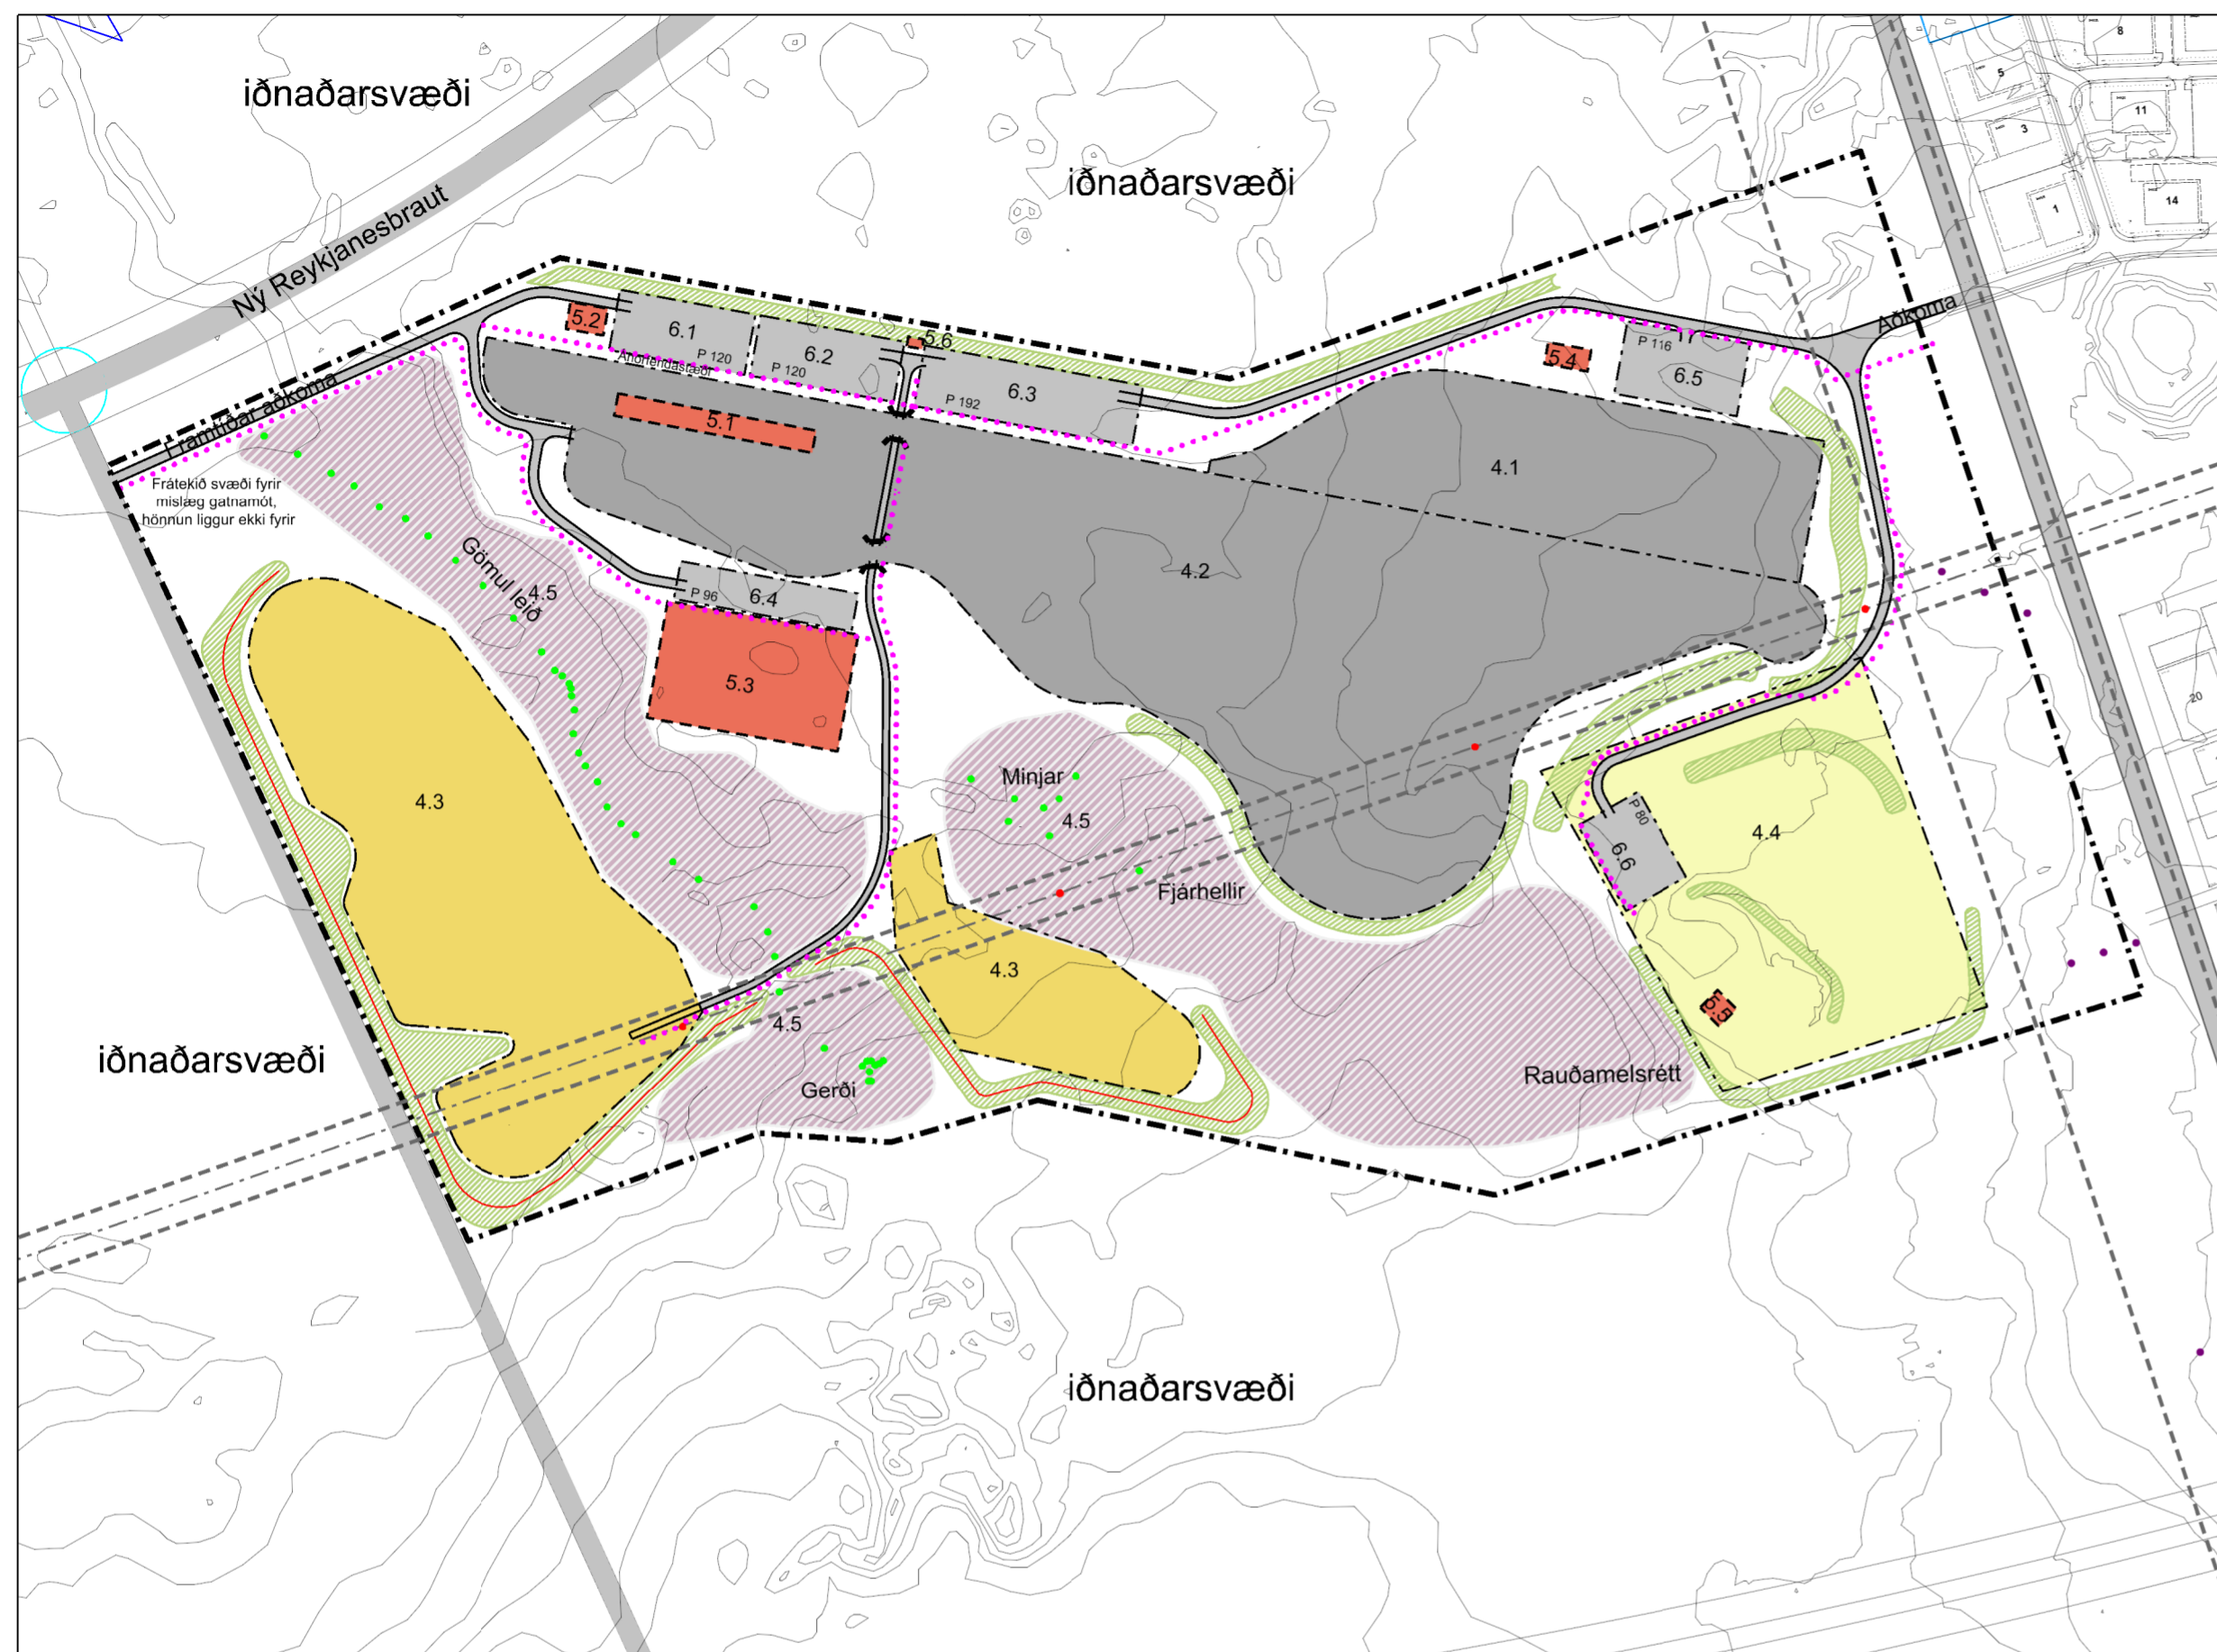 iðnaðarsvæði
iðnaðarsvæði
8
5
3
11
1
14
Ný Reykjanesbraut
Aðkoma
5.2
6.1
P 120
Áhorfendastæði
6.2
P 120
5.6
6.3
P 192
5.4
P 116
17
6.5
Framtíðar aðkoma
5.1
4.1
Frátekið svæði fyrir
mislæg gatnamót,
hönnun liggur ekki fyrir
Gömul leið
4.5
4.2
P 96
6.4
5.3
20
4.3
Minjar
4.5
P 80
6.6
4.4
Fjárhellir
4.3
4.5
5.5
iðnaðarsvæði
Gerði
Rauðamelsrétt
iðnaðarsvæði